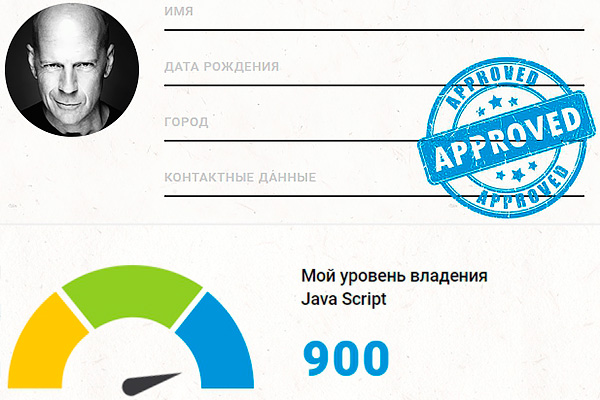 ИМЯ
ДАТА РОЖДЕНИЯ
ГОРОД
КОНТАКТНЫЕ ДАННЫЕ
APPROVED
APPROVED
APPROVED
Мой уровень владения
Java Script
900